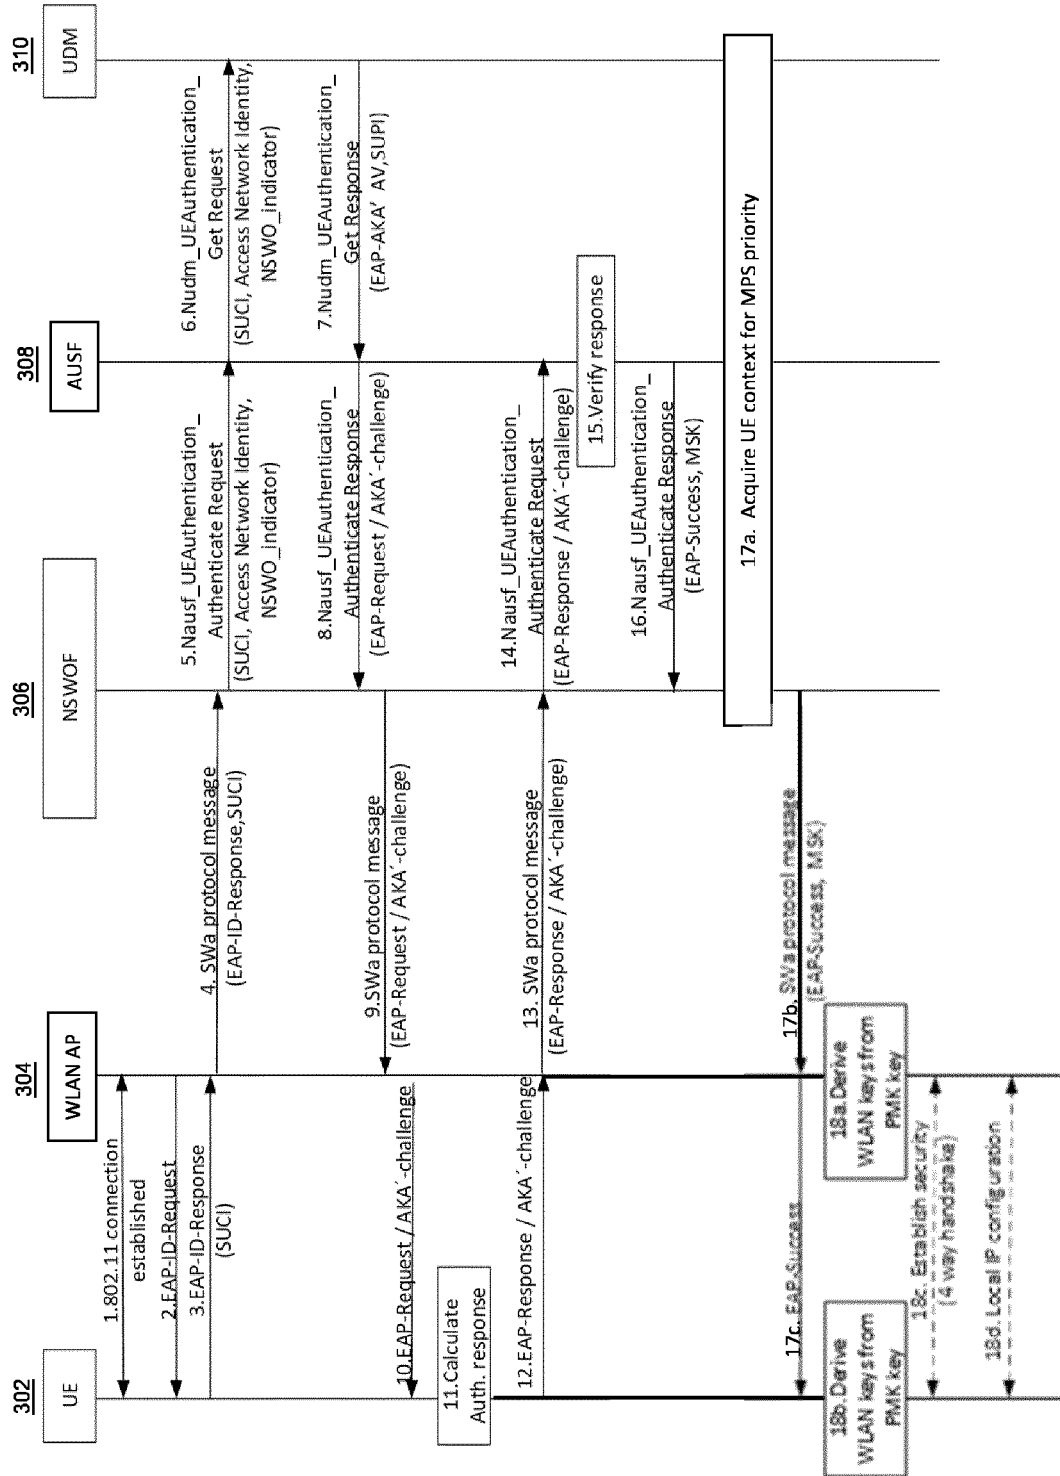 302
UE
304
WLAN AP
306
NSWOF
308
AUSF
310
UDM
1.802.11 connection
established
2.EAP-ID-Request
3.EAP-ID-Response
(SUCI)
4. SWa protocol message
(EAP-ID-Response,SUCI)
5.Nausf_UEAuthentication_
Authenticate Request
(SUCI, Access Network Identity,
NSWO_indicator)
6.Nudm_UEAuthentication_
Get Request
(SUCI, Access Network Identity,
NSWO_indicator)
7.Nudm_UEAuthentication_
Get Response
(EAP-AKA´ AV,SUPI)
8.Nausf_UEAuthentication_
Authenticate Response
(EAP-Request / AKA´-challenge)
9.SWa protocol message
(EAP-Request / AKA´-challenge)
10.EAP-Request / AKA´-challenge
11.Calculate
Auth. response
12.EAP-Response / AKA´-challenge
13. SWa protocol message
(EAP-Response / AKA´-challenge)
14.Nausf_UEAuthentication_
Authenticate Request
(EAP-Response / AKA´-challenge)
15.Verify response
16.Nausf_UEAuthentication_
Authenticate Response
(EAP-Success, MSK)
17a. Acquire UE context for MPS priority
17b. SWa protocol message
(EAP-Success, MSK)
17c. EAP-Success
18a.Derive
WLAN keys from
PMK key
18b.Derive
WLAN keys from
PMK key
18c. Establish security
(4 way handshake)
18d. Local IP configuration